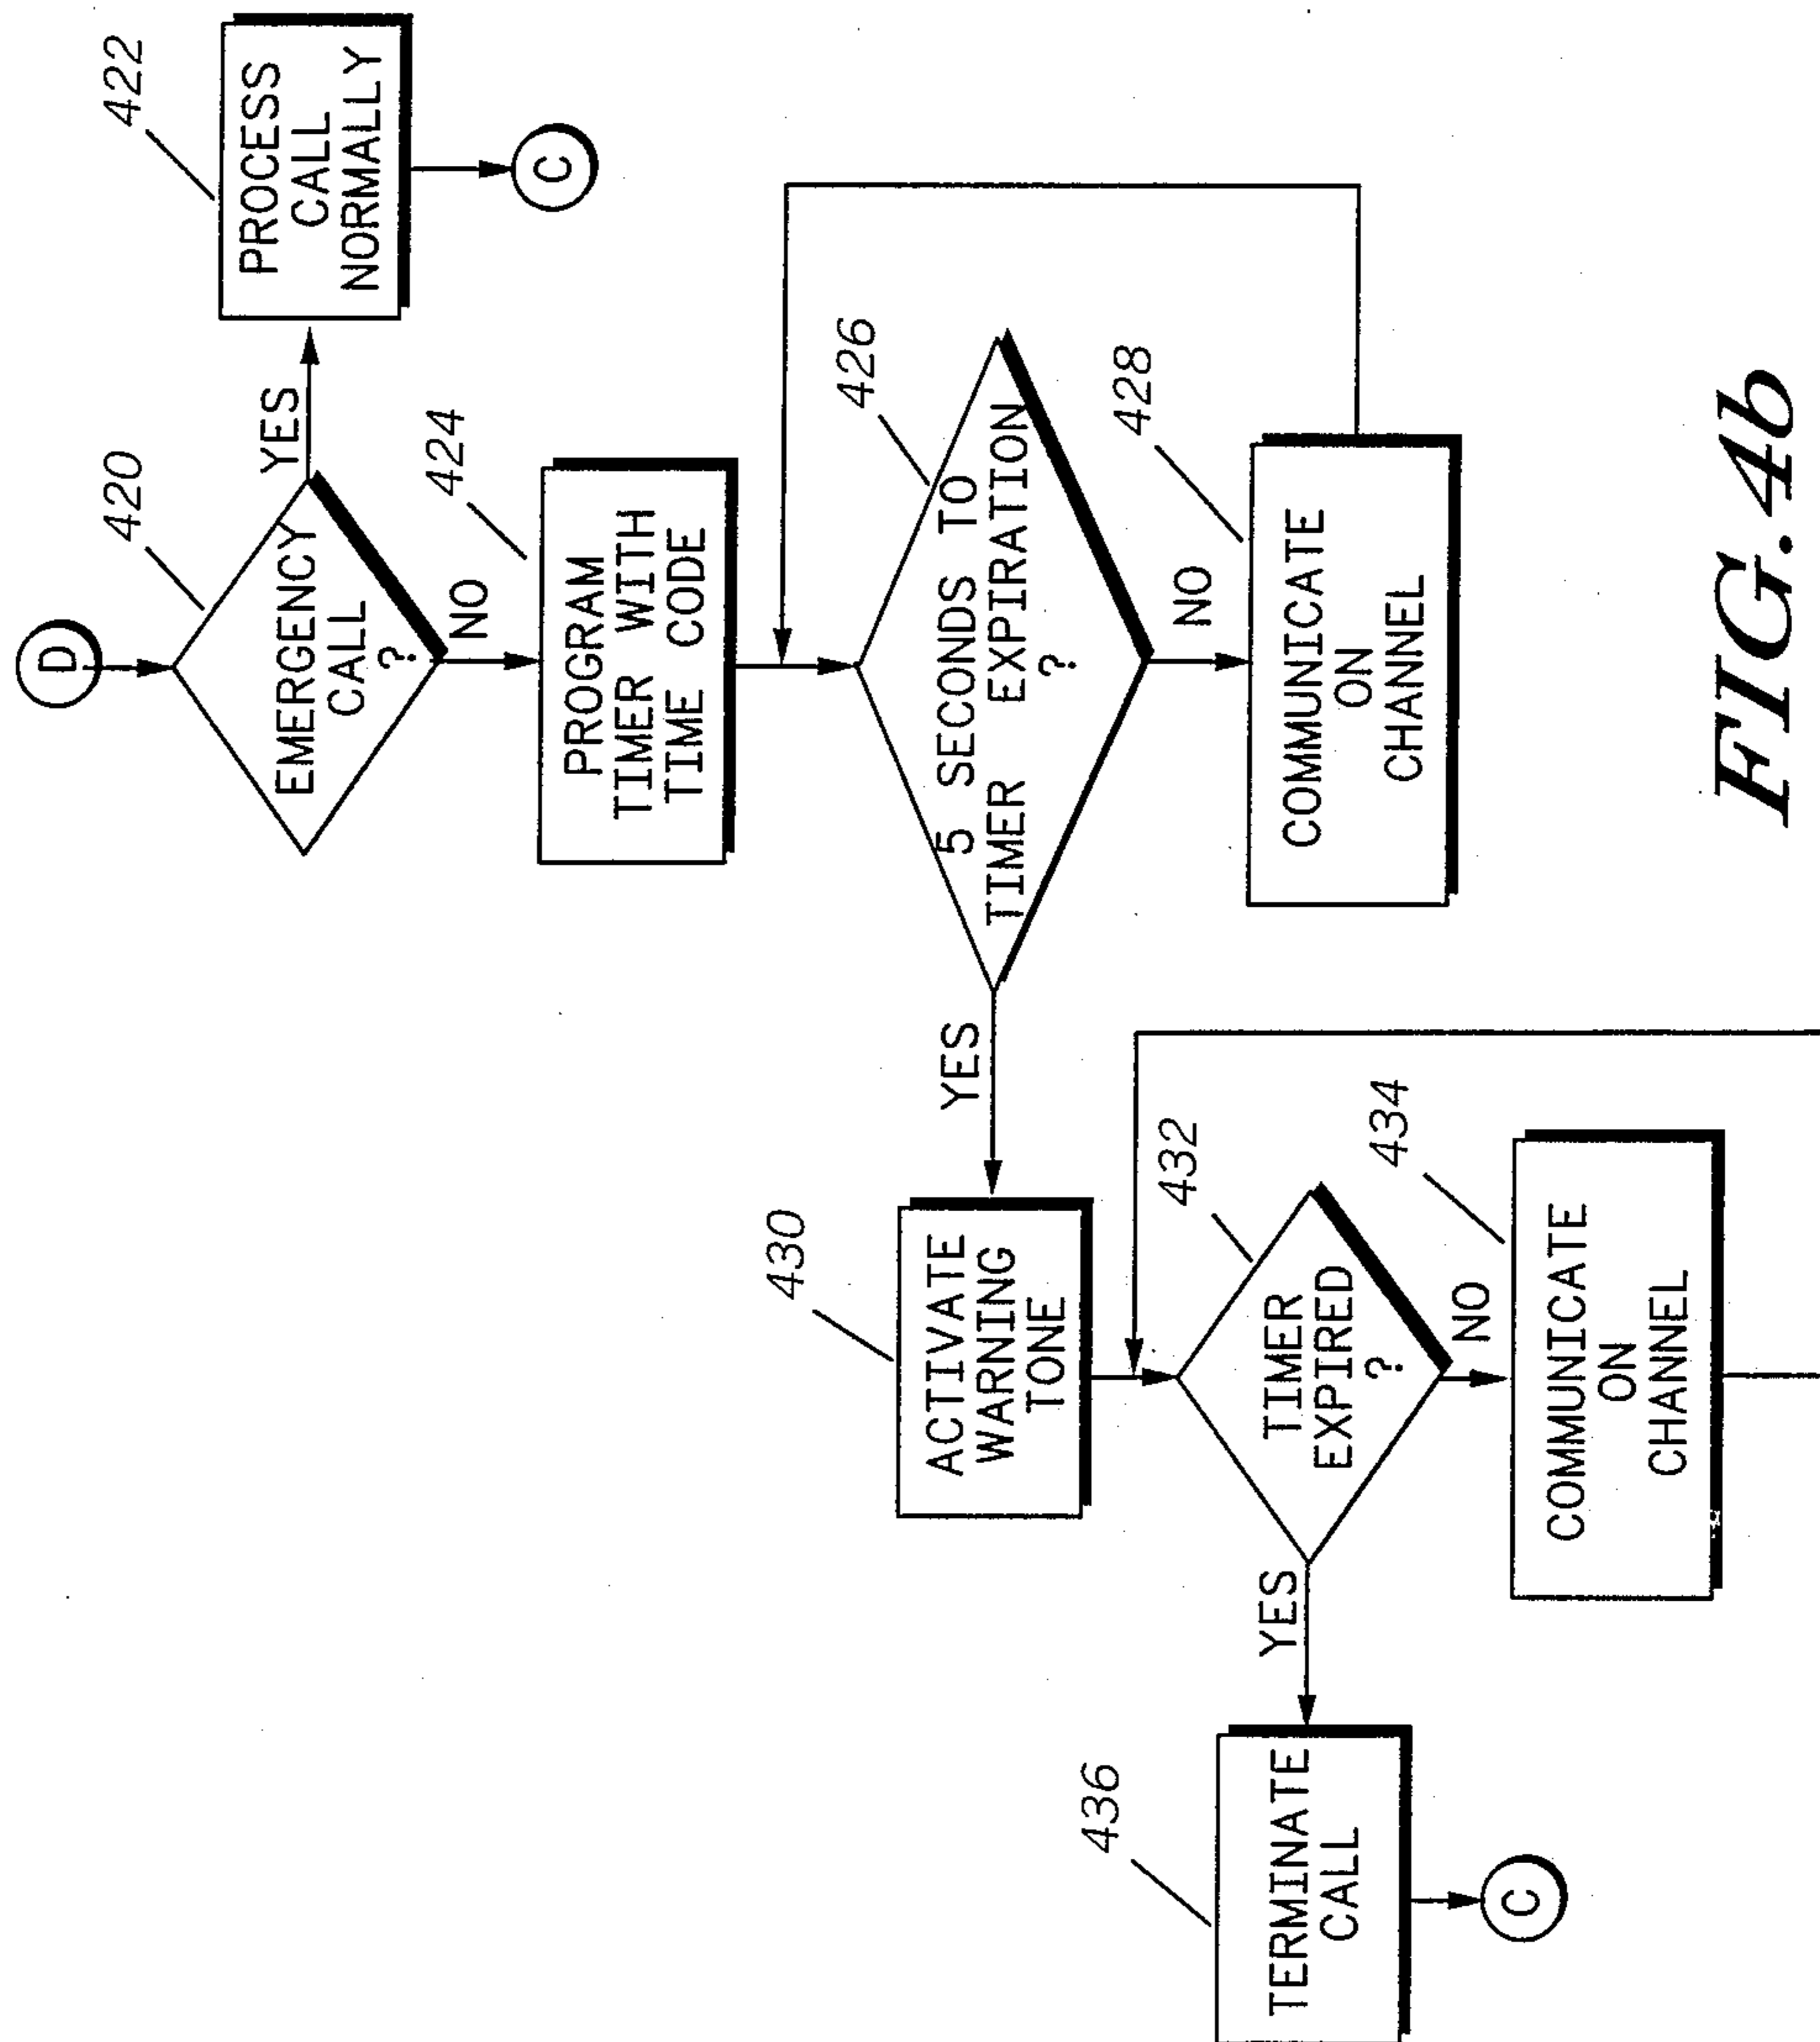 D
420
EMERGENCY
CALL
?
YES
422
PROCESS
CALL
NORMALLY
C
NO
424
PROGRAM
TIMER WITH
TIME CODE
426
5 SECONDS TO
TIMER EXPIRATION
?
NO
428
COMMUNICATE
ON
CHANNEL
YES
430
ACTIVATE
WARNING
TONE
432
TIMER
EXPIRED
?
NO
434
COMMUNICATE
ON
CHANNEL
YES
436
TERMINATE
CALL
C
FIG.4b